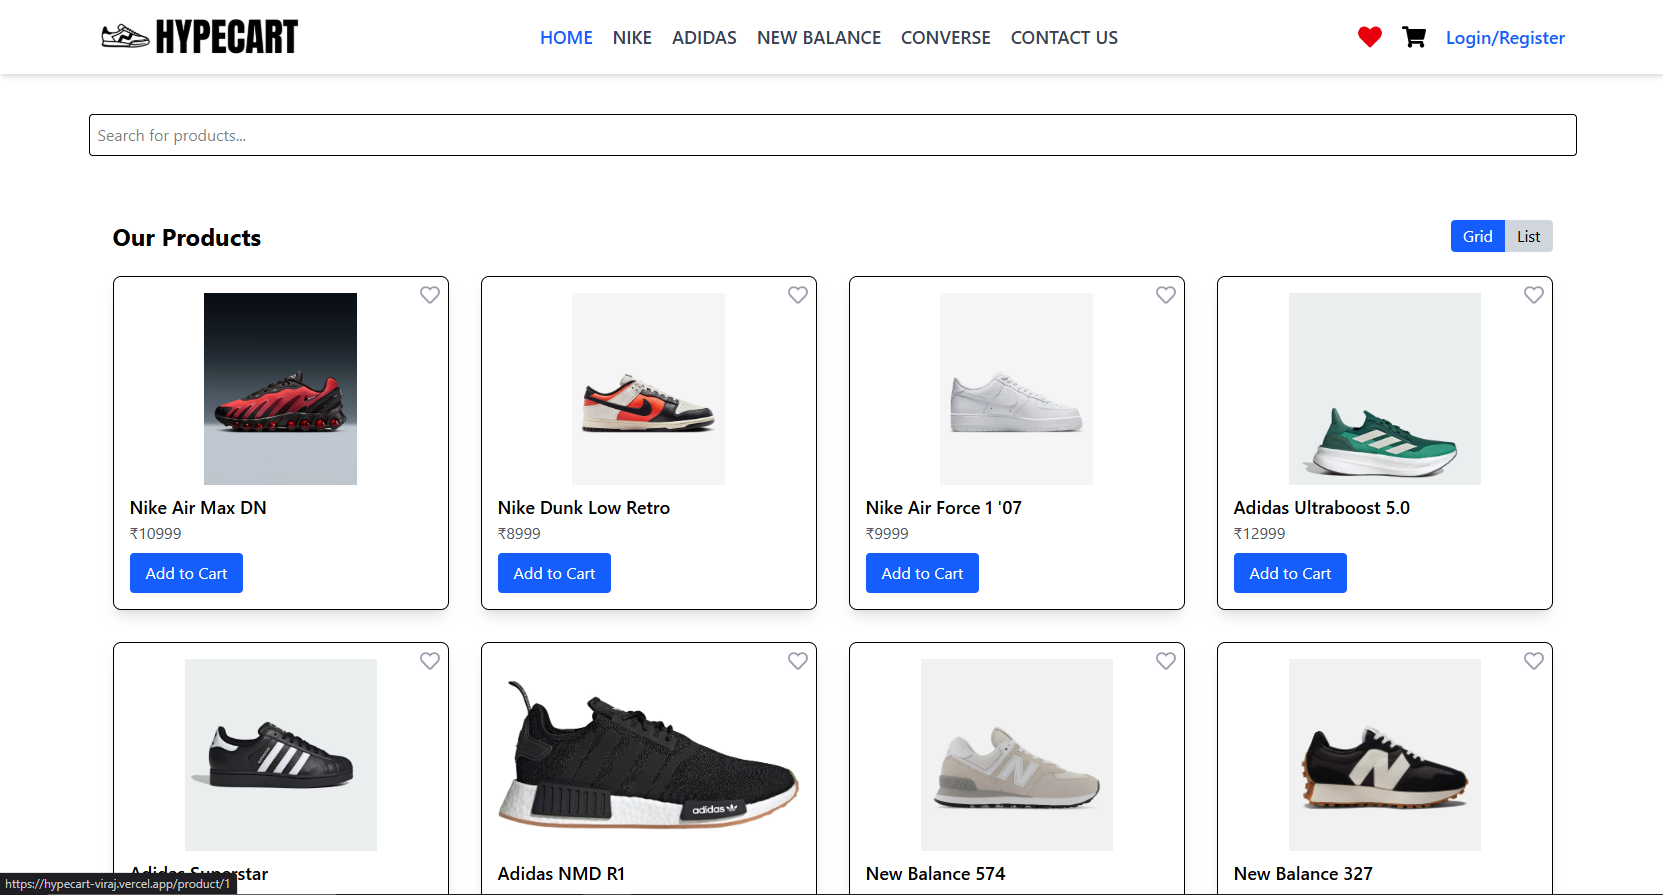 HYPECART
HOME NIKE ADIDAS NEW BALANCE CONVERSE CONTACT US
Login/Register
Search for products...
Our Products
Grid List
Nike Air Max DN
₹10999
Add to Cart
Nike Dunk Low Retro
₹8999
Add to Cart
Nike Air Force 1 '07
₹9999
Add to Cart
Adidas Ultraboost 5.0
₹12999
Add to Cart
Adidas Superstar
adidas
Adidas NMD R1
New Balance 574
New Balance 327
https://hypecart-viraj.vercel.app/product/1